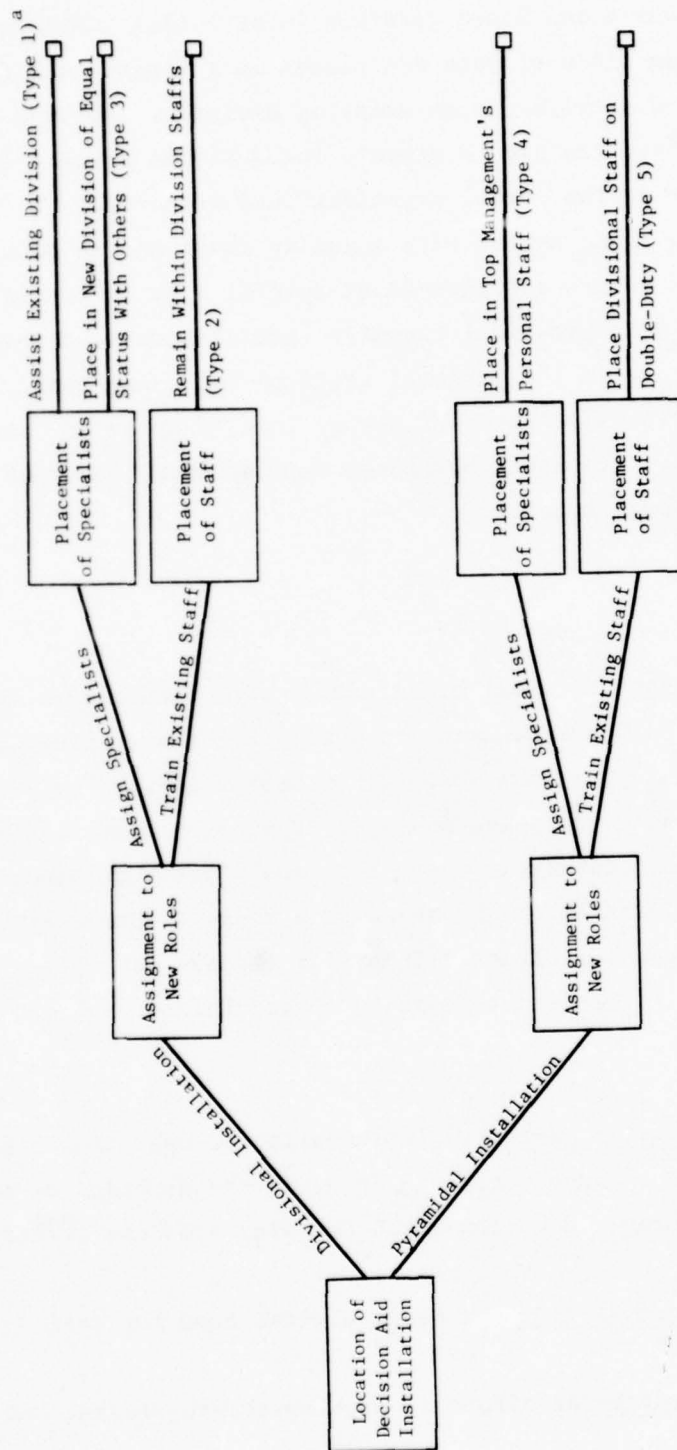 Location of
Decision Aid
Installation
Divisional Installation
Pyramidal Installation
Assignment to
New Roles
Assign Specialists
Train Existing Staff
Placement
of Specialists
Assist Existing Division (Type 1)a
Place in New Division of Equal
Status With Others (Type 3)
Placement
of Staff
Remain Within Division Staffs
(Type 2)
Assignment to
New Roles
Assign Specialists
Train Existing Staff
Placement
of Specialists
Place in Top Management's
Personal Staff (Type 4)
Placement
of Staff
Place Divisional Staff on
Double-Duty (Type 5)